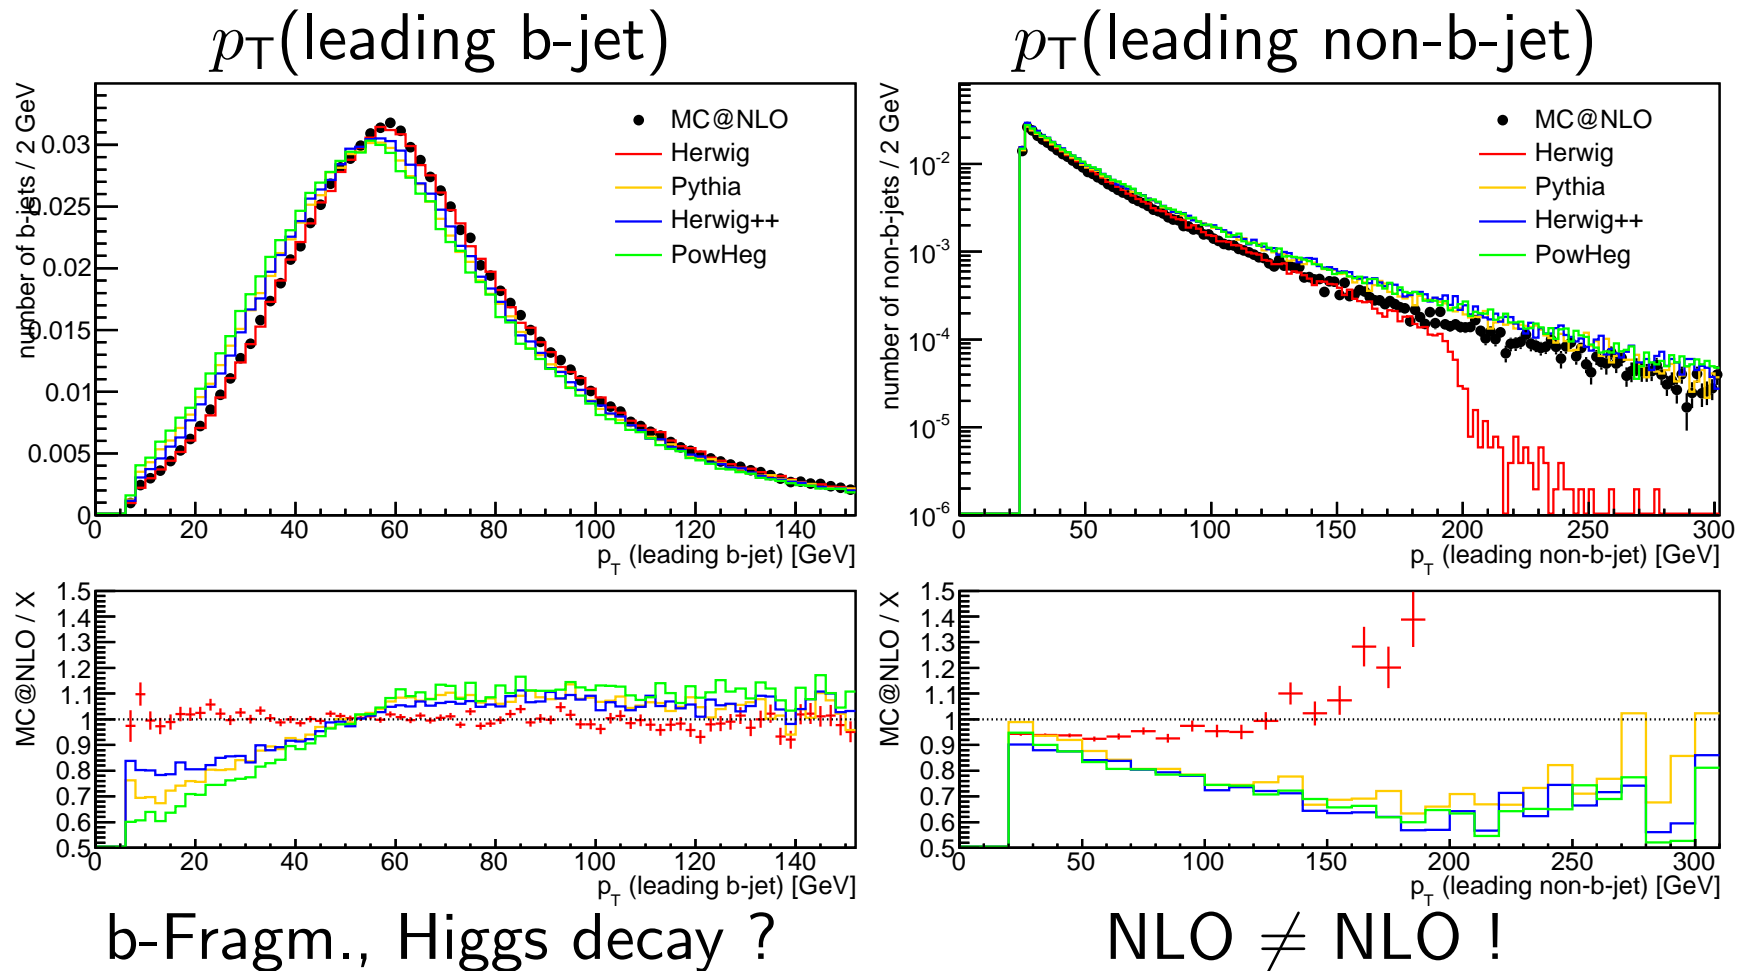 pT(leading b-jet)
number of b-jets / 2 GeV
0.03
0.025
0.02
0.015
0.01
0.005
0
MC@NLO
Herwig
Pythia
Herwig++
PowHeg
0 20 40 60 80 100 120 140
pT (leading b-jet) [GeV]
MC@NLO / X
1.5
1.4
1.3
1.2
1.1
1
0.9
0.8
0.7
0.6
0.5
0 20 40 60 80 100 120 140
pT (leading b-jet) [GeV]
b-Fragm., Higgs decay ?
pT(leading non-b-jet)
number of non-b-jets / 2 GeV
10-2
10-3
10-4
10-5
10-6
MC@NLO
Herwig
Pythia
Herwig++
PowHeg
0 50 100 150 200 250 300
pT (leading non-b-jet) [GeV]
MC@NLO / X
1.5
1.4
1.3
1.2
1.1
1
0.9
0.8
0.7
0.6
0.5
0 50 100 150 200 250 300
pT (leading non-b-jet) [GeV]
NLO ≠ NLO !